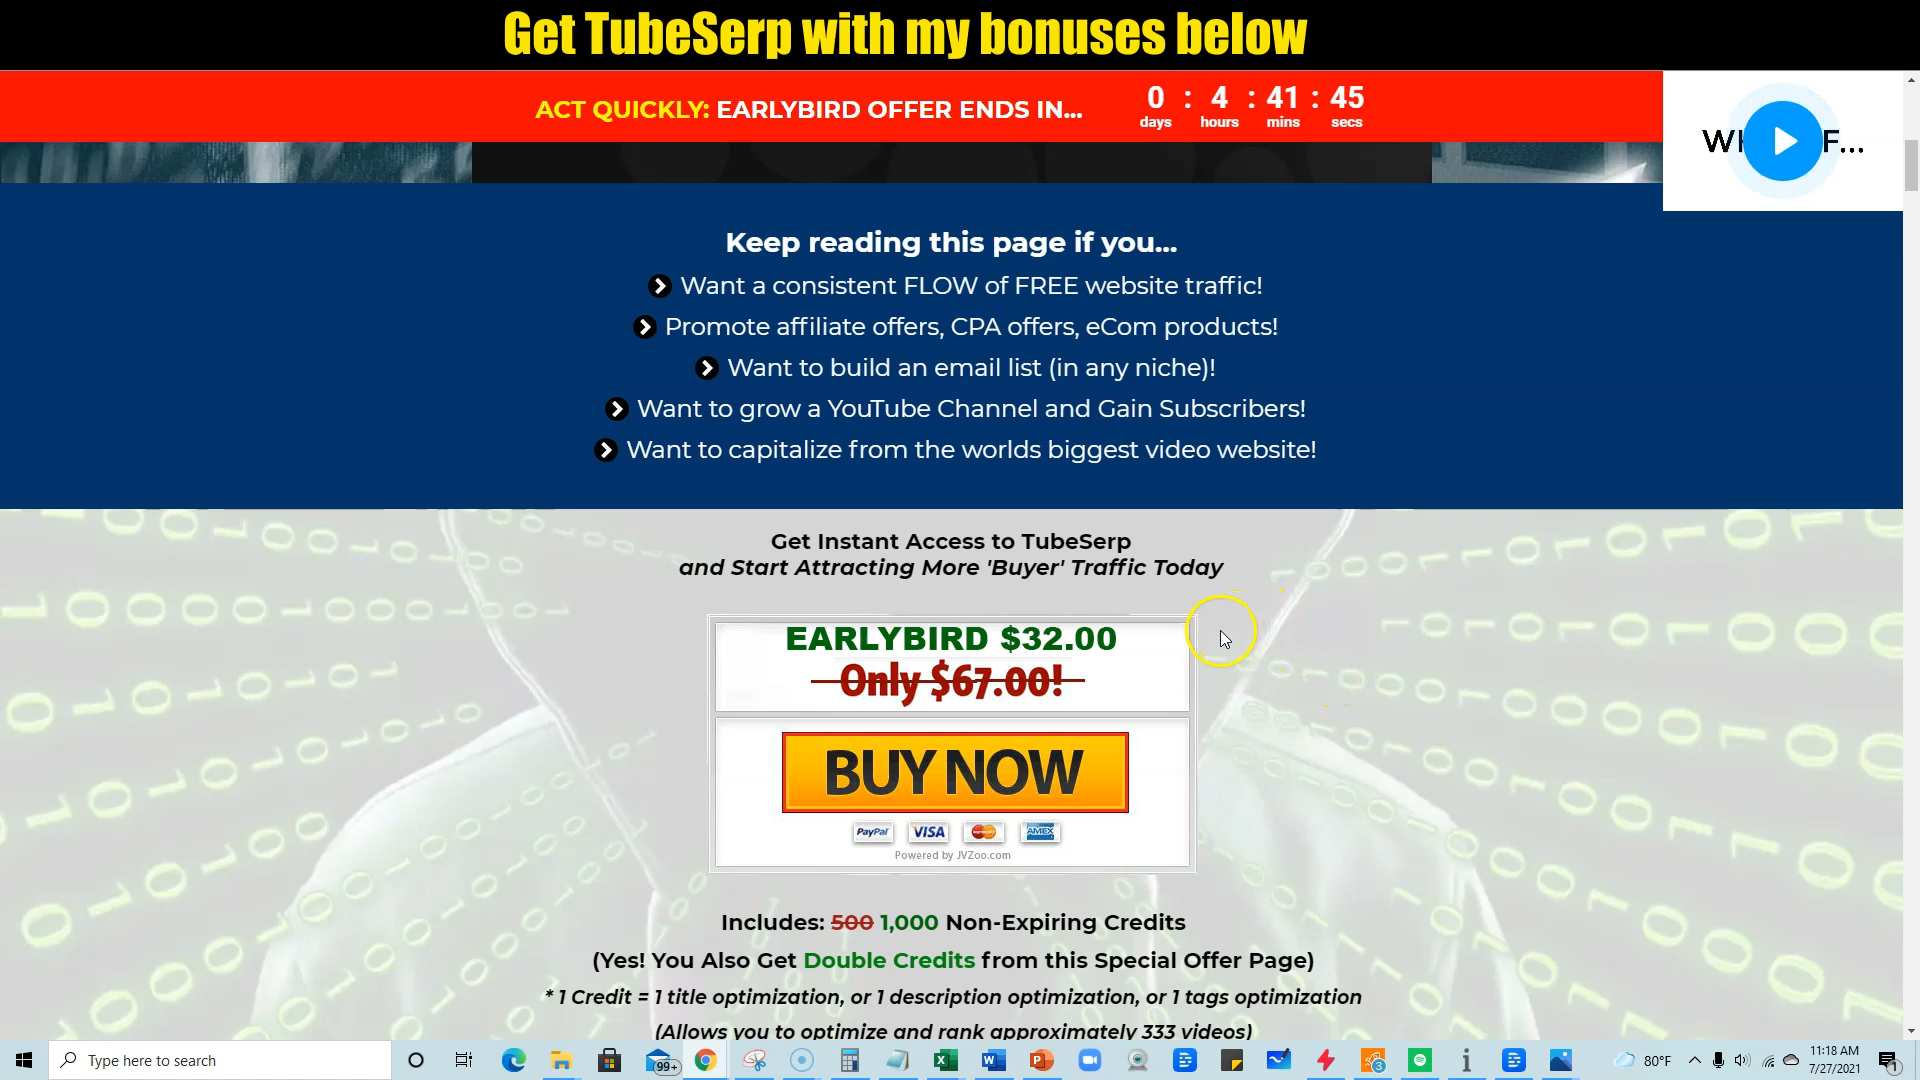 Get TubeSerp with my bonuses below
ACT QUICKLY: EARLYBIRD OFFER ENDS IN...
0 : 4 : 41 : 45
days hours mins secs
F...
Keep reading this page if you...
Want a consistent FLOW of FREE website traffic!
Promote affiliate offers, CPA offers, eCom products!
Want to build an email list (in any niche)!
Want to grow a YouTube Channel and Gain Subscribers!
Want to capitalize from the worlds biggest video website!
Get Instant Access to TubeSerp
and Start Attracting More 'Buyer' Traffic Today
EARLYBIRD $32.00
Only $67.00!
BUY NOW
PayPal VISA MasterCard AMEX
Powered by JVZoo.com
Includes: 500 1,000 Non-Expiring Credits
(Yes! You Also Get Double Credits from this Special Offer Page)
* 1 Credit = 1 title optimization, or 1 description optimization, or 1 tags optimization
(Allows you to optimize and rank approximately 333 videos)
Type here to search
99+
3
80°F
11:18 AM
7/27/2021
1